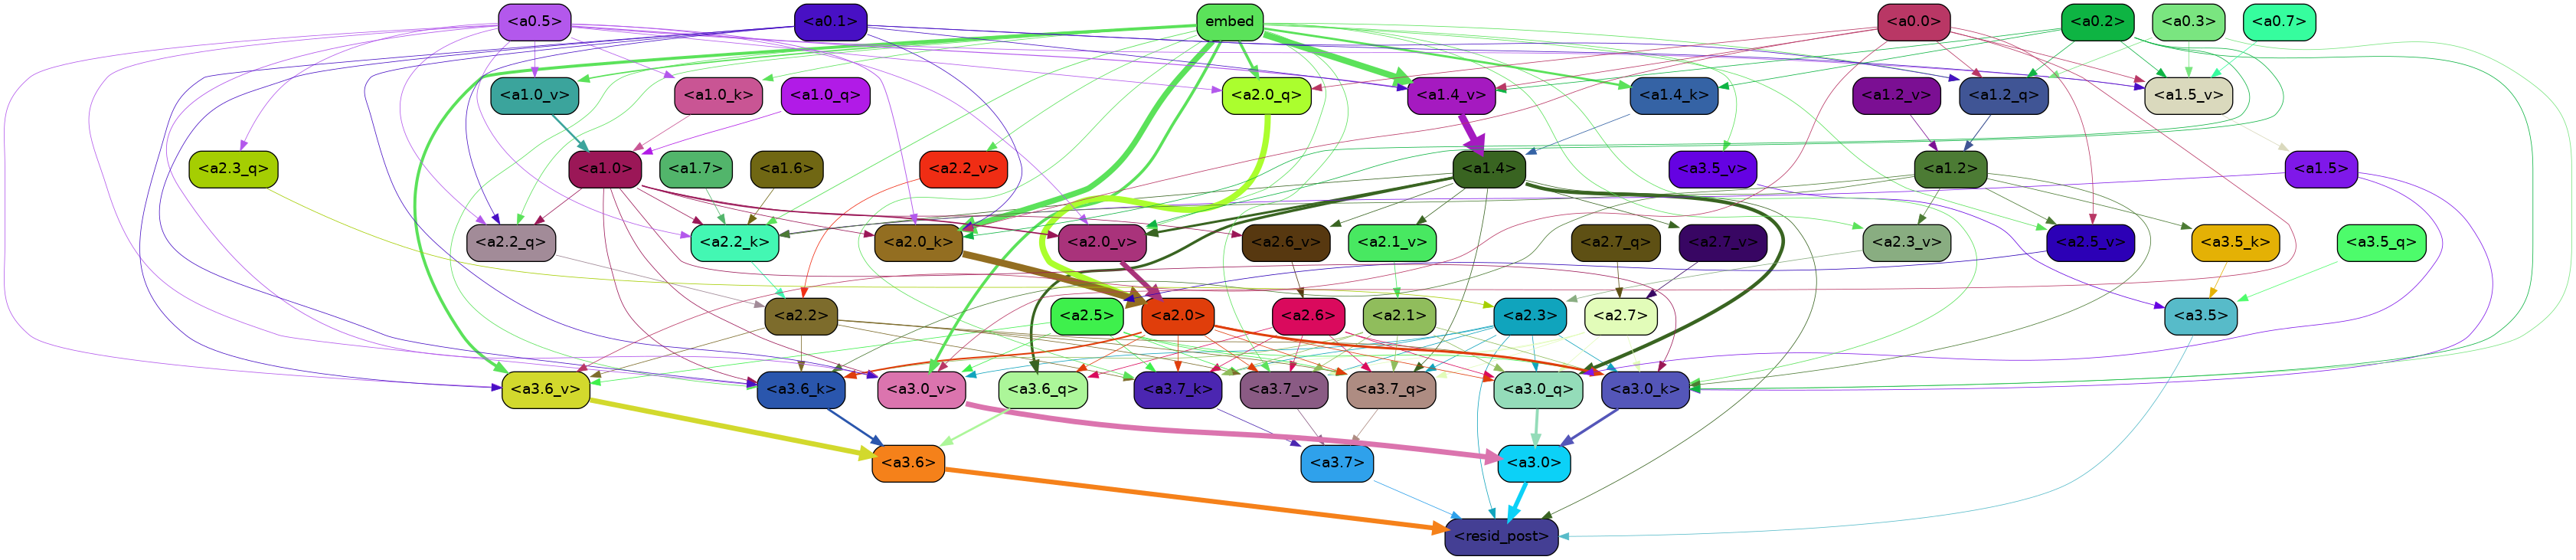 <a0.5> <a0.1> embed <a0.0> <a0.2> <a0.3> <a0.7>
<a1.0_v> <a1.0_k> <a1.0_q> <a2.0_q> <a1.4_v> <a1.4_k> <a1.2_v> <a1.2_q> <a1.5_v>
<a2.3_q> <a1.0> <a1.7> <a1.6> <a2.2_v> <a1.4> <a3.5_v> <a1.2> <a1.5>
<a2.2_q> <a2.2_k> <a2.0_k> <a2.0_v> <a2.6_v> <a2.1_v> <a2.7_q> <a2.7_v> <a2.3_v> <a2.5_v> <a3.5_k> <a3.5_q>
<a2.2> <a2.5> <a2.0> <a2.6> <a2.1> <a2.3> <a2.7> <a3.5>
<a3.6_v> <a3.6_k> <a3.0_v> <a3.6_q> <a3.7_k> <a3.7_v> <a3.7_q> <a3.0_q> <a3.0_k>
<a3.6> <a3.7> <a3.0>
<resid_post>